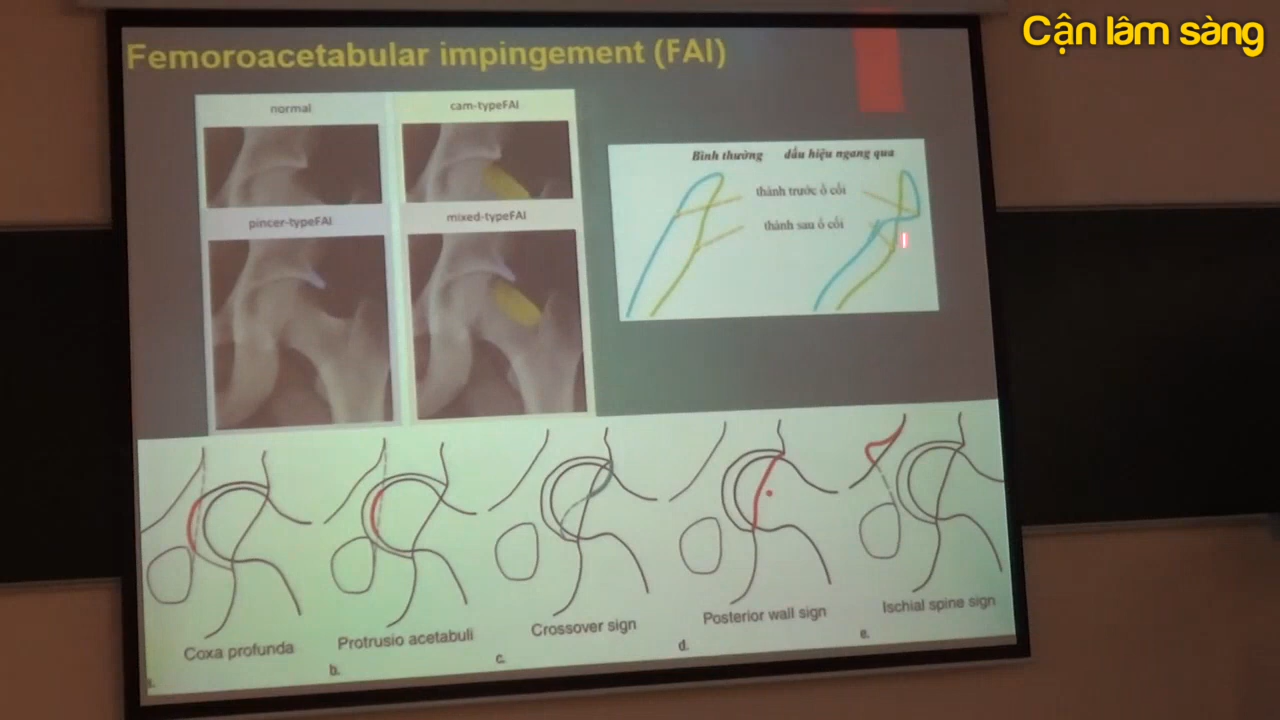 Cận lâm sàng
Femoroacetabular impingement (FAI)
normal
cam-typeFAI
pincer-typeFAI
mixed-typeFAI
Bình thường dấu hiệu ngang qua
thành trước ổ cối
thành sau ổ cối
Coxa profunda
Protrusio acetabuli
b.
Crossover sign
c.
Posterior wall sign
d.
Ischial spine sign
e.